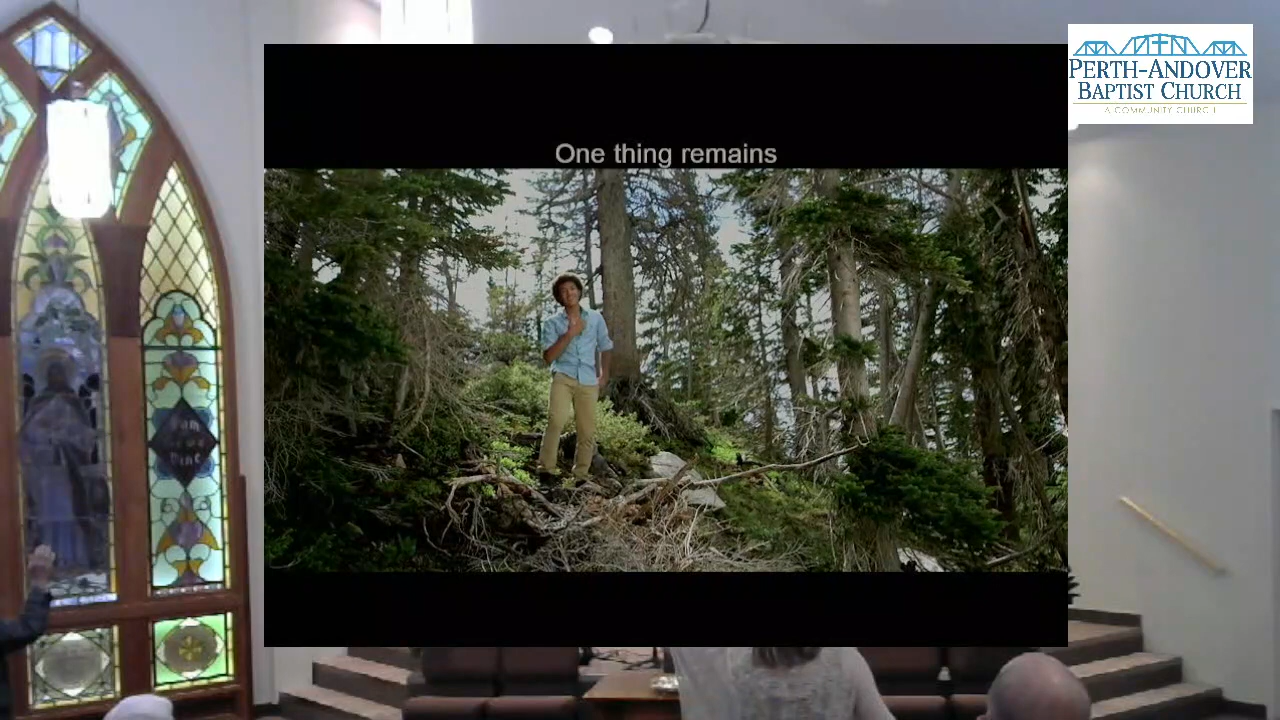 One thing remains
PERTH-ANDOVER
BAPTIST CHURCH
A COMMUNITY CHURCH